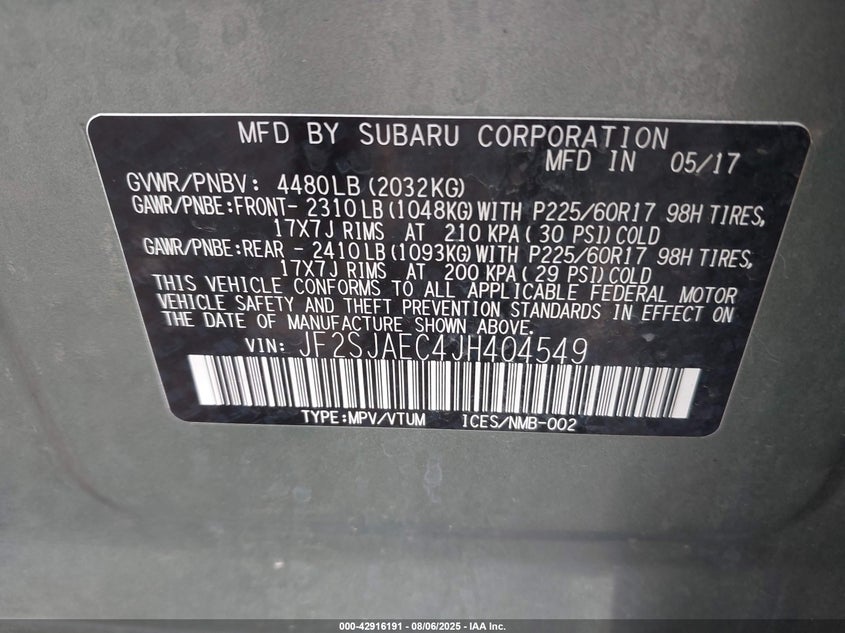 MFD BY SUBARU CORPORATION
MFD IN 05/17
GVWR/PNBV: 4480LB(2032KG)
GAWR/PNBE:FRONT- 2310LB(1048KG)WITH P225/60R17 98H TIRES,
17X7J RIMS AT 210 KPA( 30 PSI)COLD
GAWR/PNBE:REAR - 2410LB(1093KG)WITH P225/60R17 98H TIRES,
17X7J RIMS AT 200 KPA( 29 PSI)COLD
THIS VEHICLE CONFORMS TO ALL APPLICABLE FEDERAL MOTOR
VEHICLE SAFETY AND THEFT PREVENTION STANDARDS IN EFFECT ON
THE DATE OF MANUFACTURE SHOWN ABOVE.
VIN: JF2SJAEC4JH404549
TYPE:MPV/VTUM ICES/NMB-002
000-42916191 - 08/06/2025 - IAA Inc.